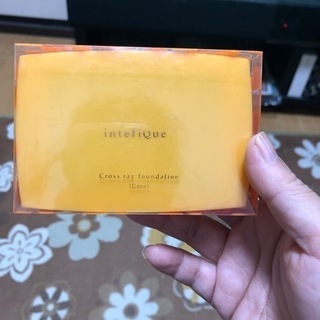 intelique
Cross ray foundation
(Case)